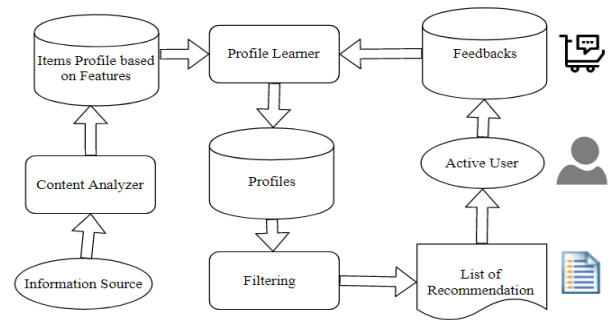 Items Profile based
on Features
Profile Learner
Feedbacks
Content Analyzer
Profiles
Active User
Information Source
Filtering
List of
Recommendation